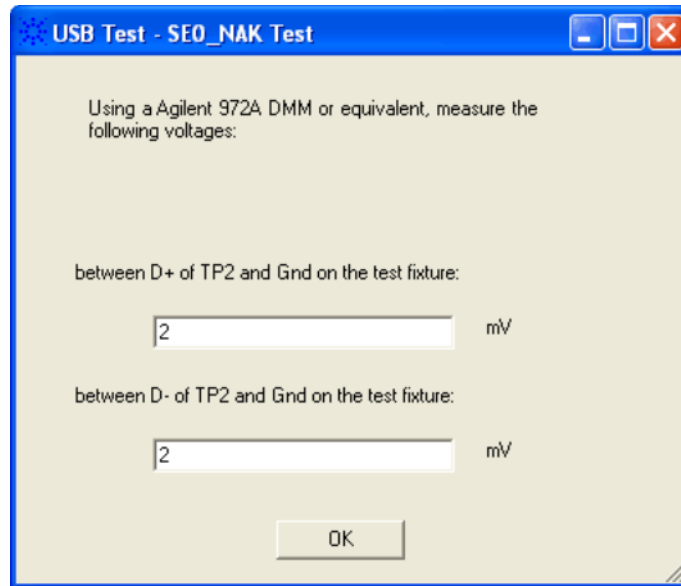 USB Test - SE0_NAK Test
Using a Agilent 972A DMM or equivalent, measure the
following voltages:
between D+ of TP2 and Gnd on the test fixture:
2 mV
between D- of TP2 and Gnd on the test fixture:
2 mV
OK